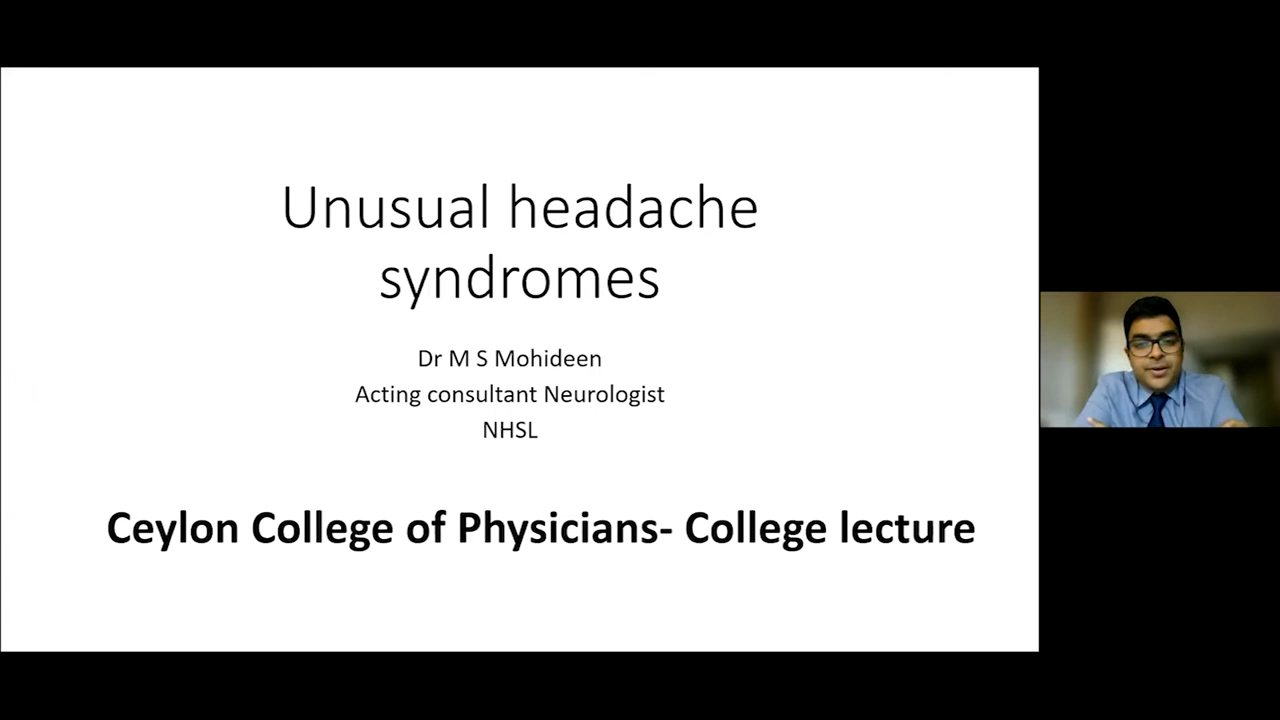 Unusual headache
syndromes
Dr M S Mohideen
Acting consultant Neurologist
NHSL
Ceylon College of Physicians- College lecture